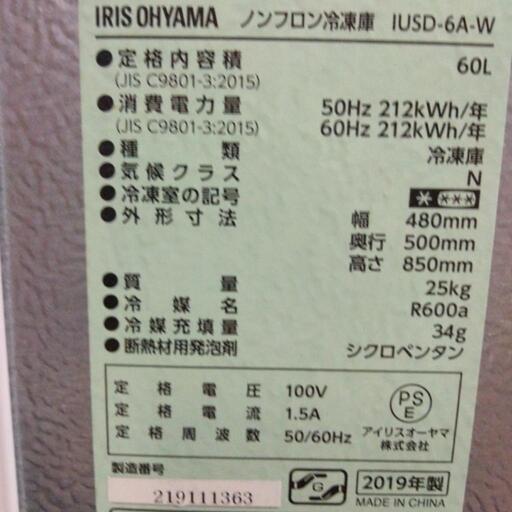 IRIS OHYAMA ノンフロン冷凍庫 IUSD-6A-W
●定格内容積 60L
(JIS C9801-3:2015)
●消費電力量 50Hz 212kWh/年
(JIS C9801-3:2015) 60Hz 212kWh/年
●種類 冷凍庫
●気候クラス N
●冷凍室の記号
●外形寸法 幅 480mm
奥行 500mm
高さ 850mm
●質量 25kg
●冷媒名 R600a
●冷媒充填量 34g
●断熱材用発泡剤 シクロペンタン
定格電圧 100V
定格電流 1.5A
定格周波数 50/60Hz
PS
E
アイリスオーヤマ
株式会社
製造番号
219111363
G
2019年製
MADE IN CHINA